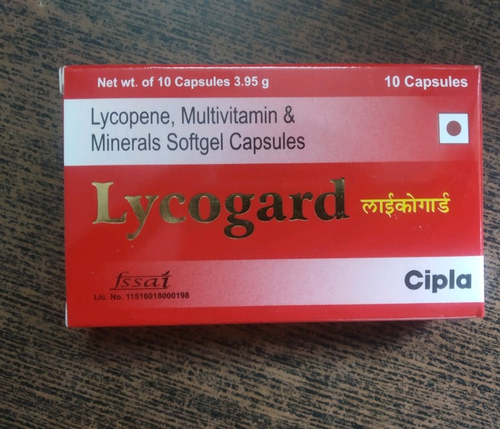 Net wt. of 10 Capsules 3.95 g 10 Capsules
Lycopene, Multivitamin &
Minerals Softgel Capsules
Lycogard लाईकोगार्ड
fssai
Lic. No. 11516018000198
Cipla